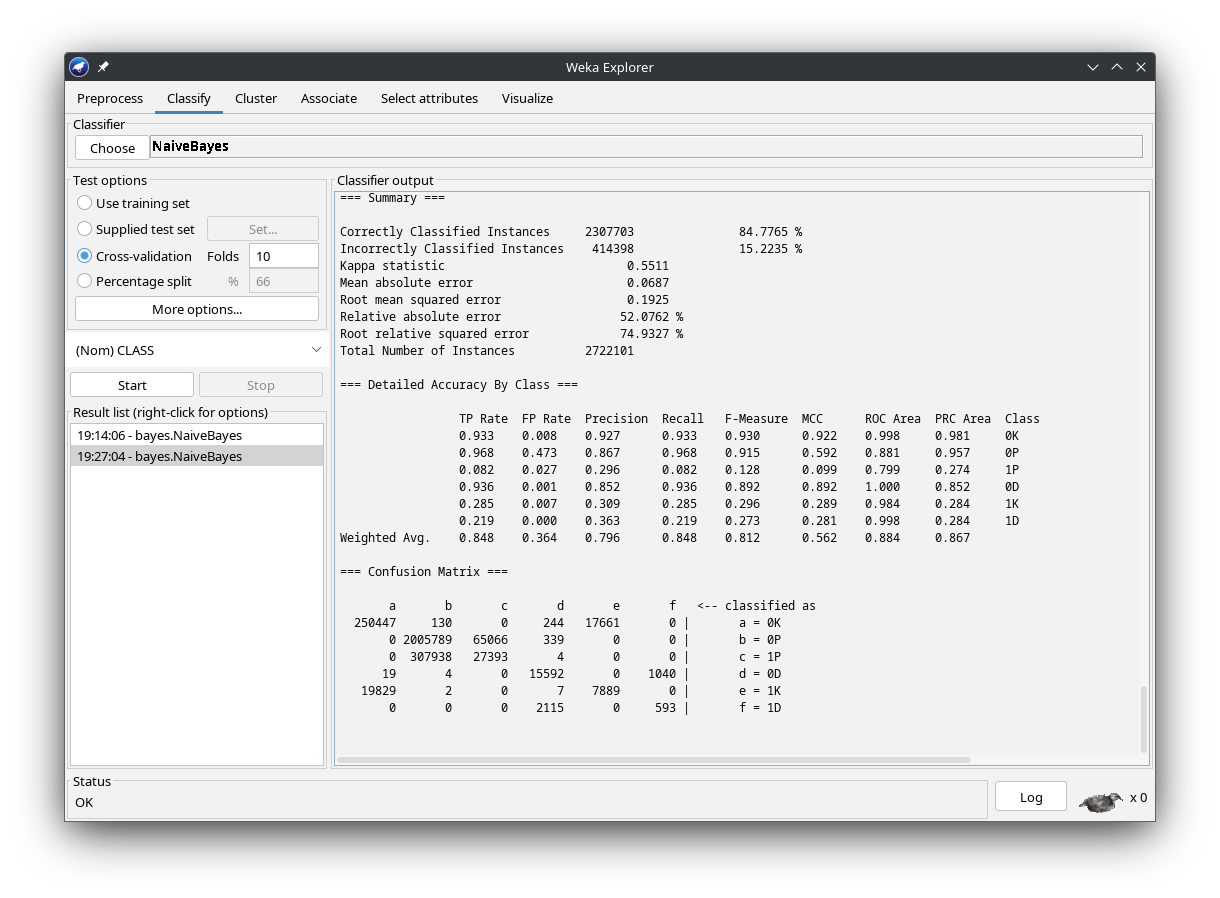 Weka Explorer
Preprocess Classify Cluster Associate Select attributes Visualize
Classifier
Choose NaiveBayes
Test options
Use training set
Supplied test set Set...
Cross-validation Folds 10
Percentage split % 66
More options...
(Nom) CLASS
Start Stop
Result list (right-click for options)
19:14:06 - bayes.NaiveBayes
19:27:04 - bayes.NaiveBayes
Classifier output
=== Summary ===
Correctly Classified Instances 2307703 84.7765 %
Incorrectly Classified Instances 414398 15.2235 %
Kappa statistic 0.5511
Mean absolute error 0.0687
Root mean squared error 0.1925
Relative absolute error 52.0762 %
Root relative squared error 74.9327 %
Total Number of Instances 2722101
=== Detailed Accuracy By Class ===
TP Rate FP Rate Precision Recall F-Measure MCC ROC Area PRC Area Class
0.933 0.008 0.927 0.933 0.930 0.922 0.998 0.981 0K
0.968 0.473 0.867 0.968 0.915 0.592 0.881 0.957 0P
0.082 0.027 0.296 0.082 0.128 0.099 0.799 0.274 1P
0.936 0.001 0.852 0.936 0.892 0.892 1.000 0.852 0D
0.285 0.007 0.309 0.285 0.296 0.289 0.984 0.284 1K
0.219 0.000 0.363 0.219 0.273 0.281 0.998 0.284 1D
Weighted Avg. 0.848 0.364 0.796 0.848 0.812 0.562 0.884 0.867
=== Confusion Matrix ===
a b c d e f <-- classified as
250447 130 0 244 17661 0 | a = 0K
0 2005789 65066 339 0 0 | b = 0P
0 307938 27393 4 0 0 | c = 1P
19 4 0 15592 0 1040 | d = 0D
19829 2 0 7 7889 0 | e = 1K
0 0 0 2115 0 593 | f = 1D
Status
OK
Log x 0